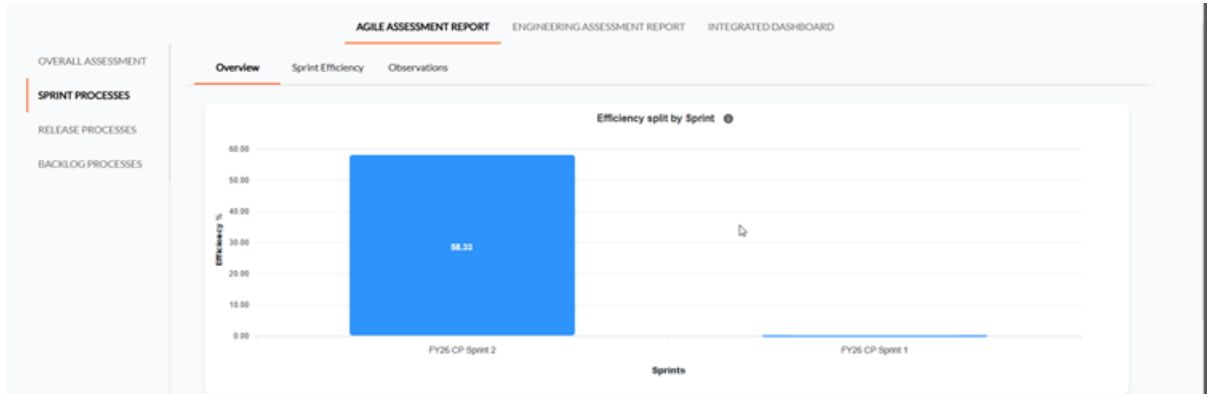 AGILE ASSESSMENT REPORT ENGINEERING ASSESSMENT REPORT INTEGRATED DASHBOARD
OVERALL ASSESSMENT
SPRINT PROCESSES
RELEASE PROCESSES
BACKLOG PROCESSES
Overview Sprint Efficiency Observations
Efficiency split by Sprint
60.00
50.00
40.00
30.00
20.00
10.00
0.00
Efficiency %
58.33
FY26 CP Sprint 2 FY26 CP Sprint 1
Sprints